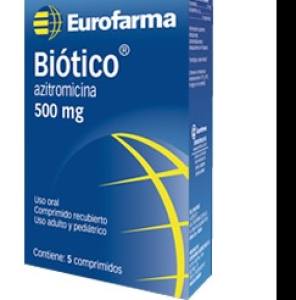 Eurofarma
Biótico®
azitromicina
500 mg
Uso oral
Comprimido recubierto
Uso adulto y pediátrico
Contiene: 5 comprimidos